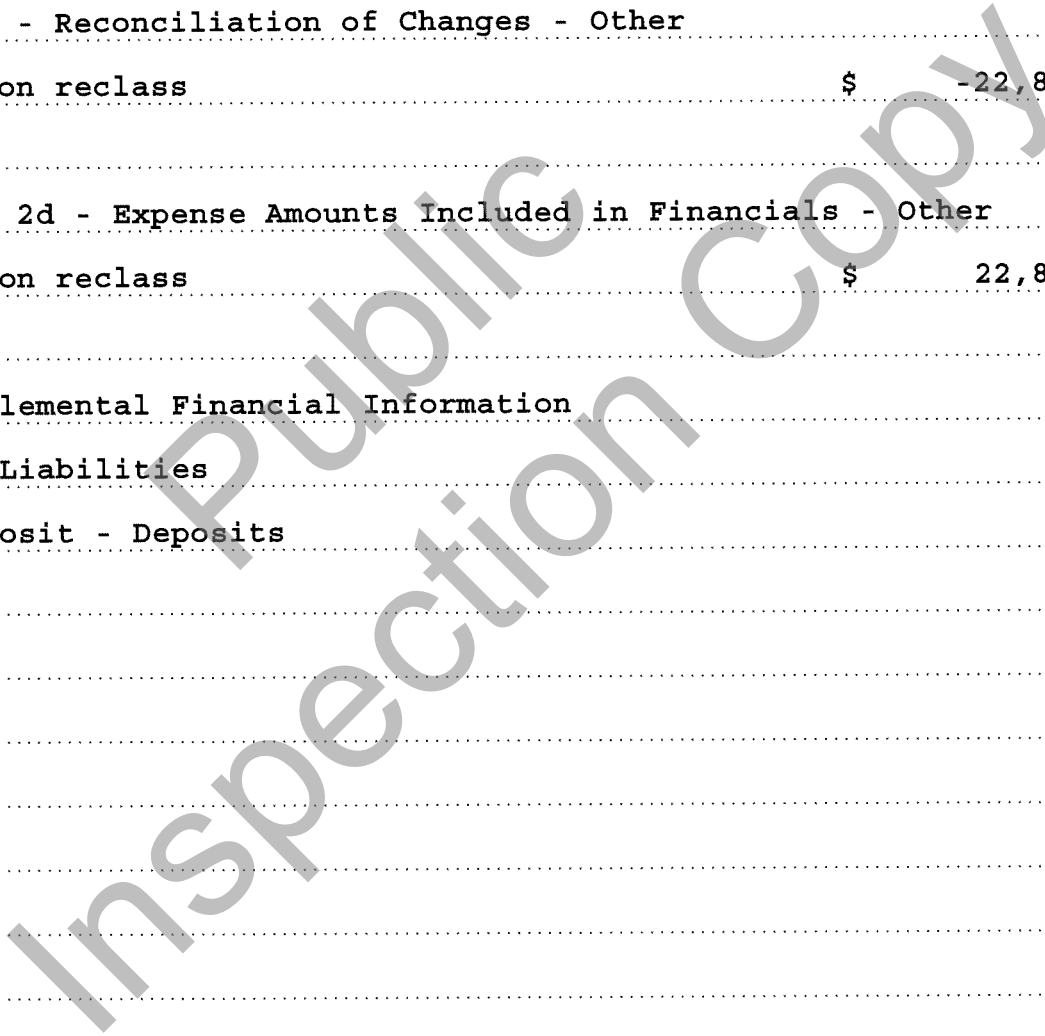 - Reconciliation of Changes - Other
on reclass $ -22,8
2d - Expense Amounts Included in Financials - Other
on reclass $ 22,8
lemental Financial Information
Liabilities
osit - Deposits
Public
Inspection Copy